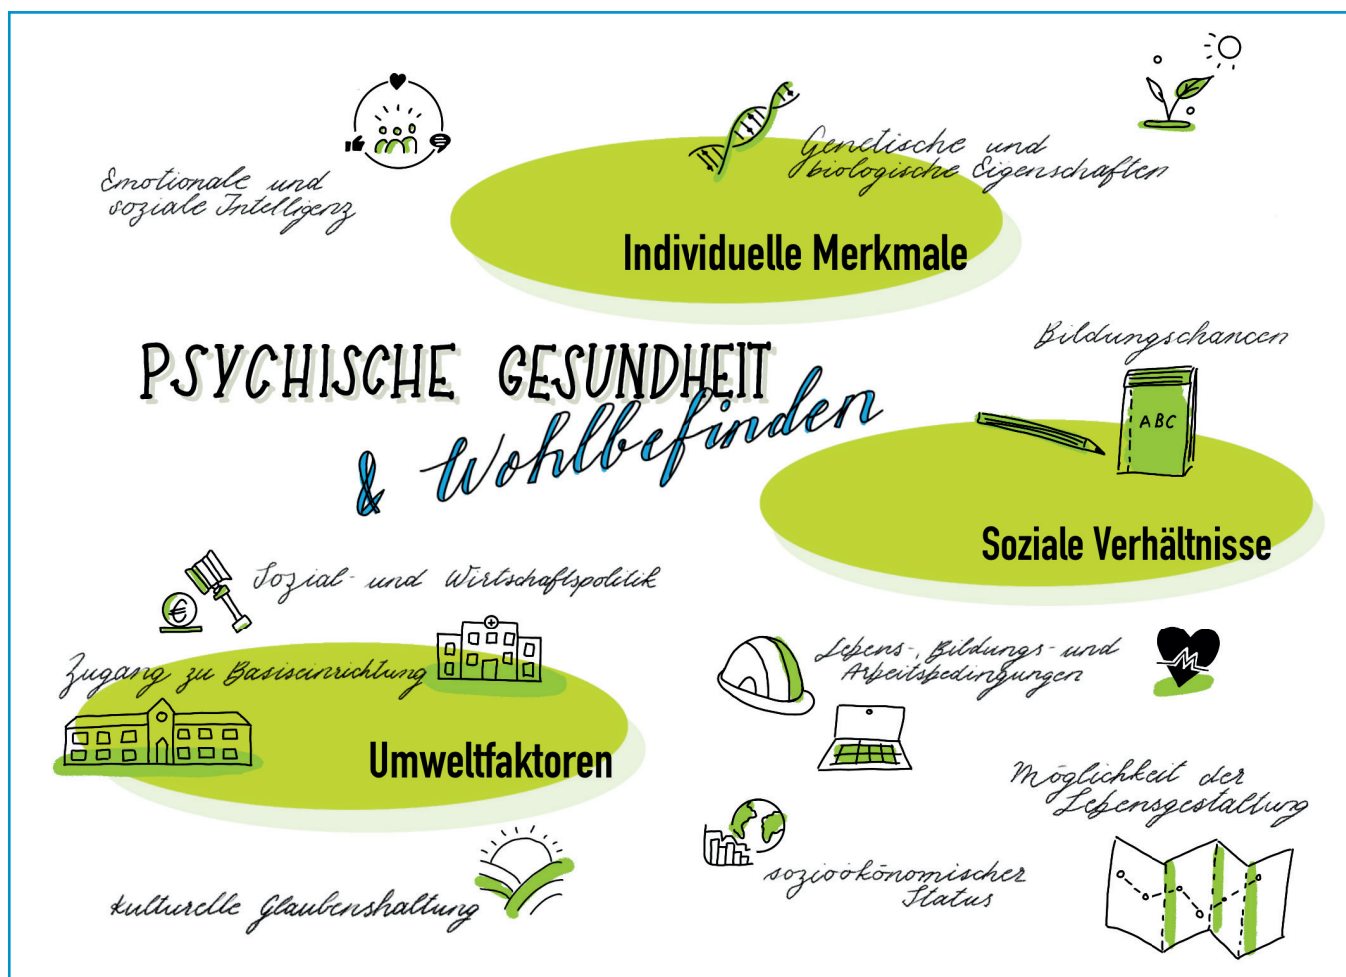 Emotionale und
soziale Intelligenz
Genetische und
biologische Eigenschaften
Individuelle Merkmale
PSYCHISCHE GESUNDHEIT
& Wohlbefinden
Bildungschancen
ABC
Soziale Verhältnisse
Sozial- und Wirtschaftspolitik
€
Zugang zu Basiseinrichtung
Umweltfaktoren
kulturelle Glaubenshaltung
Lebens-, Bildungs- und
Arbeitsbedingungen
Möglichkeit der
Lebensgestaltung
sozioökonomischer
Status